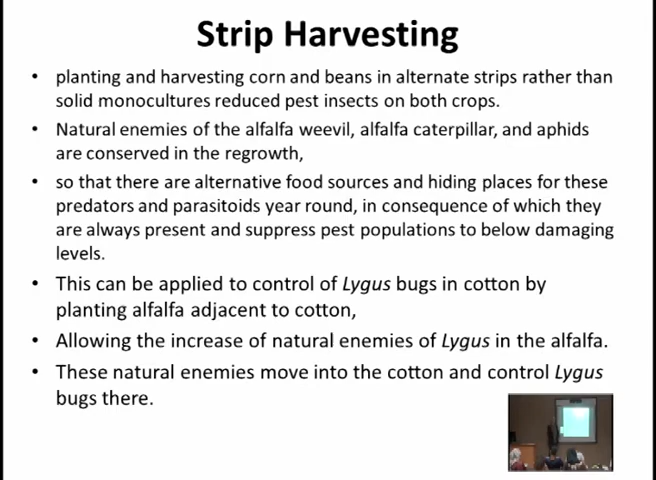 Strip Harvesting
• planting and harvesting corn and beans in alternate strips rather than
solid monocultures reduced pest insects on both crops.
• Natural enemies of the alfalfa weevil, alfalfa caterpillar, and aphids
are conserved in the regrowth,
• so that there are alternative food sources and hiding places for these
predators and parasitoids year round, in consequence of which they
are always present and suppress pest populations to below damaging
levels.
• This can be applied to control of Lygus bugs in cotton by
planting alfalfa adjacent to cotton,
• Allowing the increase of natural enemies of Lygus in the alfalfa.
• These natural enemies move into the cotton and control Lygus
bugs there.